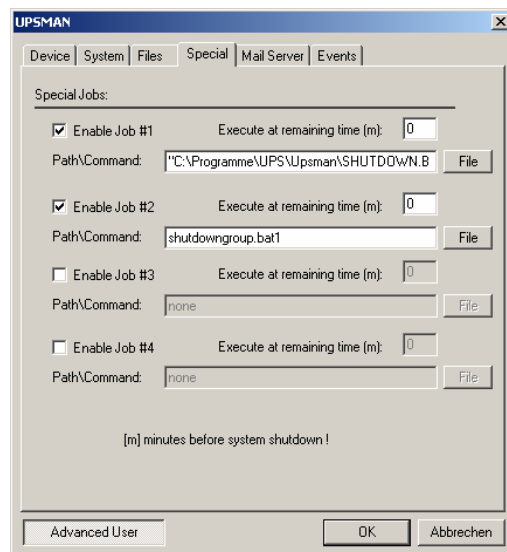 UPSMAN
Device System Files Special Mail Server Events
Special Jobs:
Enable Job #1 Execute at remaining time (m): 0
Path\Command: "C:\Programme\UPS\Upsman\SHUTDOWN.B File
Enable Job #2 Execute at remaining time (m): 0
Path\Command: shutdowngroup.bat1 File
Enable Job #3 Execute at remaining time (m): 0
Path\Command: none File
Enable Job #4 Execute at remaining time (m): 0
Path\Command: none File
[m] minutes before system shutdown !
Advanced User OK Abbrechen